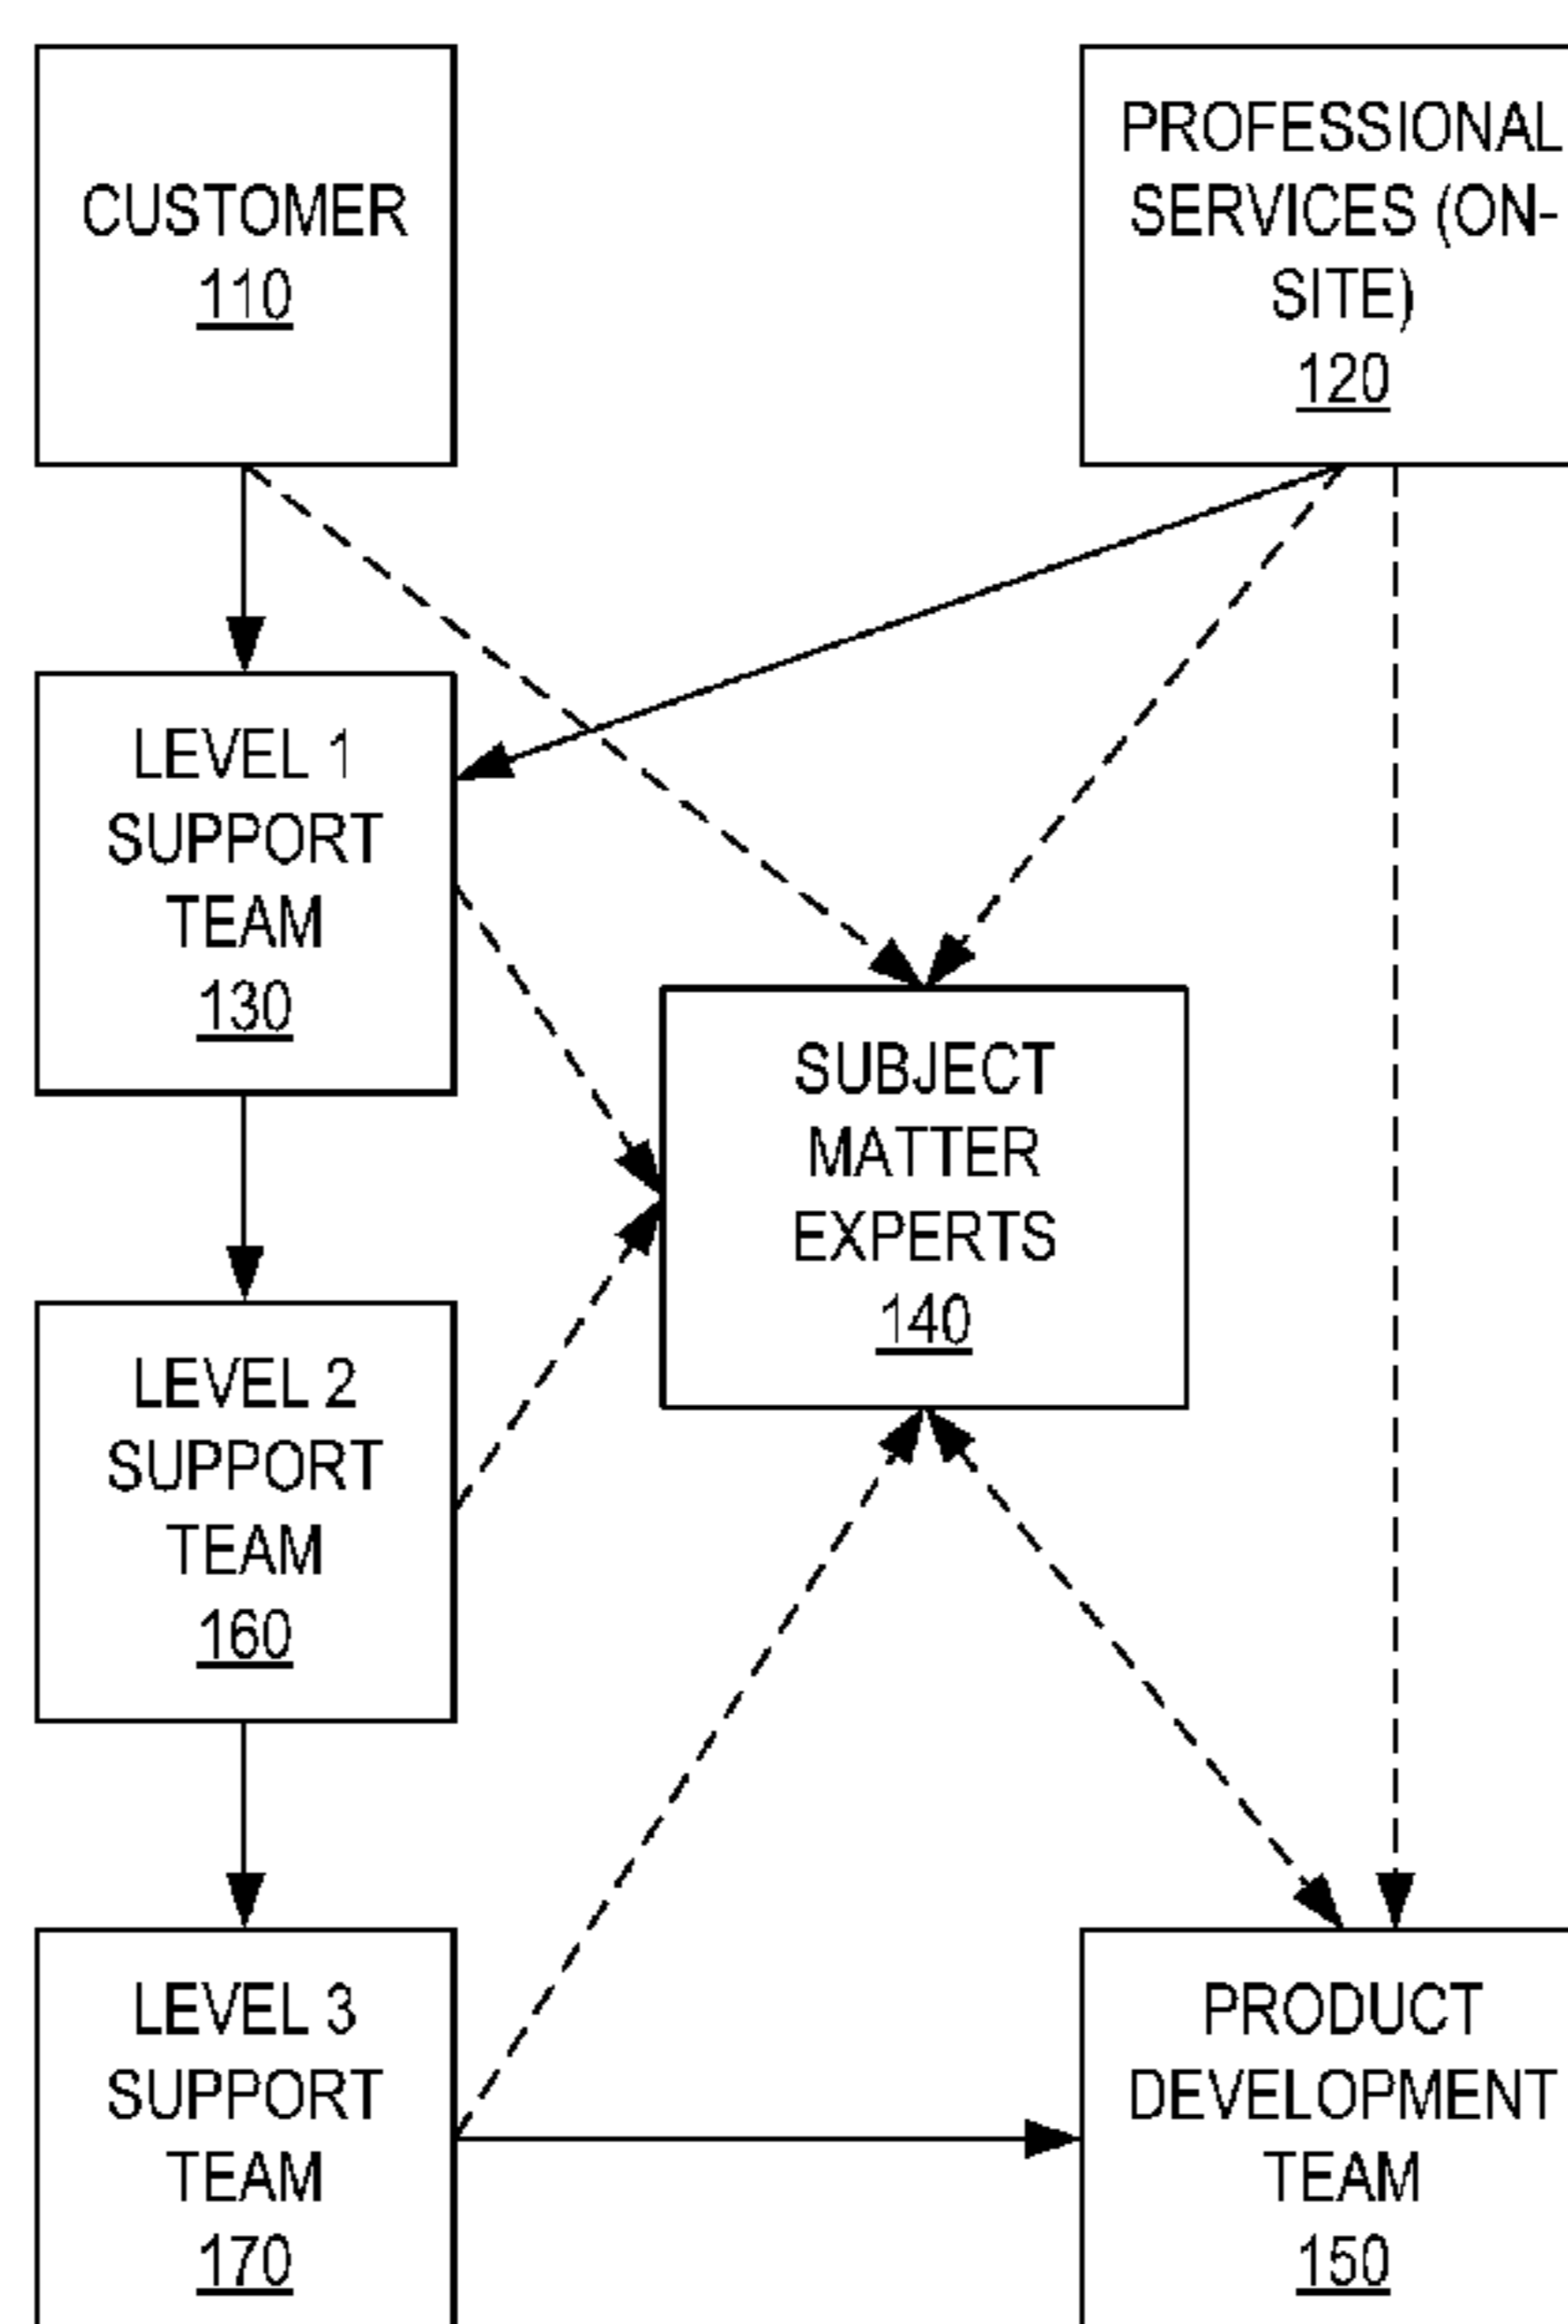 CUSTOMER
110
PROFESSIONAL
SERVICES (ON-
SITE)
120
LEVEL 1
SUPPORT
TEAM
130
SUBJECT
MATTER
EXPERTS
140
LEVEL 2
SUPPORT
TEAM
160
LEVEL 3
SUPPORT
TEAM
170
PRODUCT
DEVELOPMENT
TEAM
150